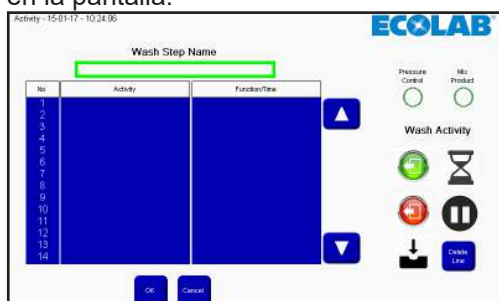 en la pantalla.
Activity - 15-01-17 - 10:24:06
ECOLAB
Wash Step Name
Pressure Control
Mix Product
No
Activity
Function/Time
1
2
3
4
5
6
7
8
9
10
11
12
13
14
Wash Activity
Delete Line
OK
Cancel